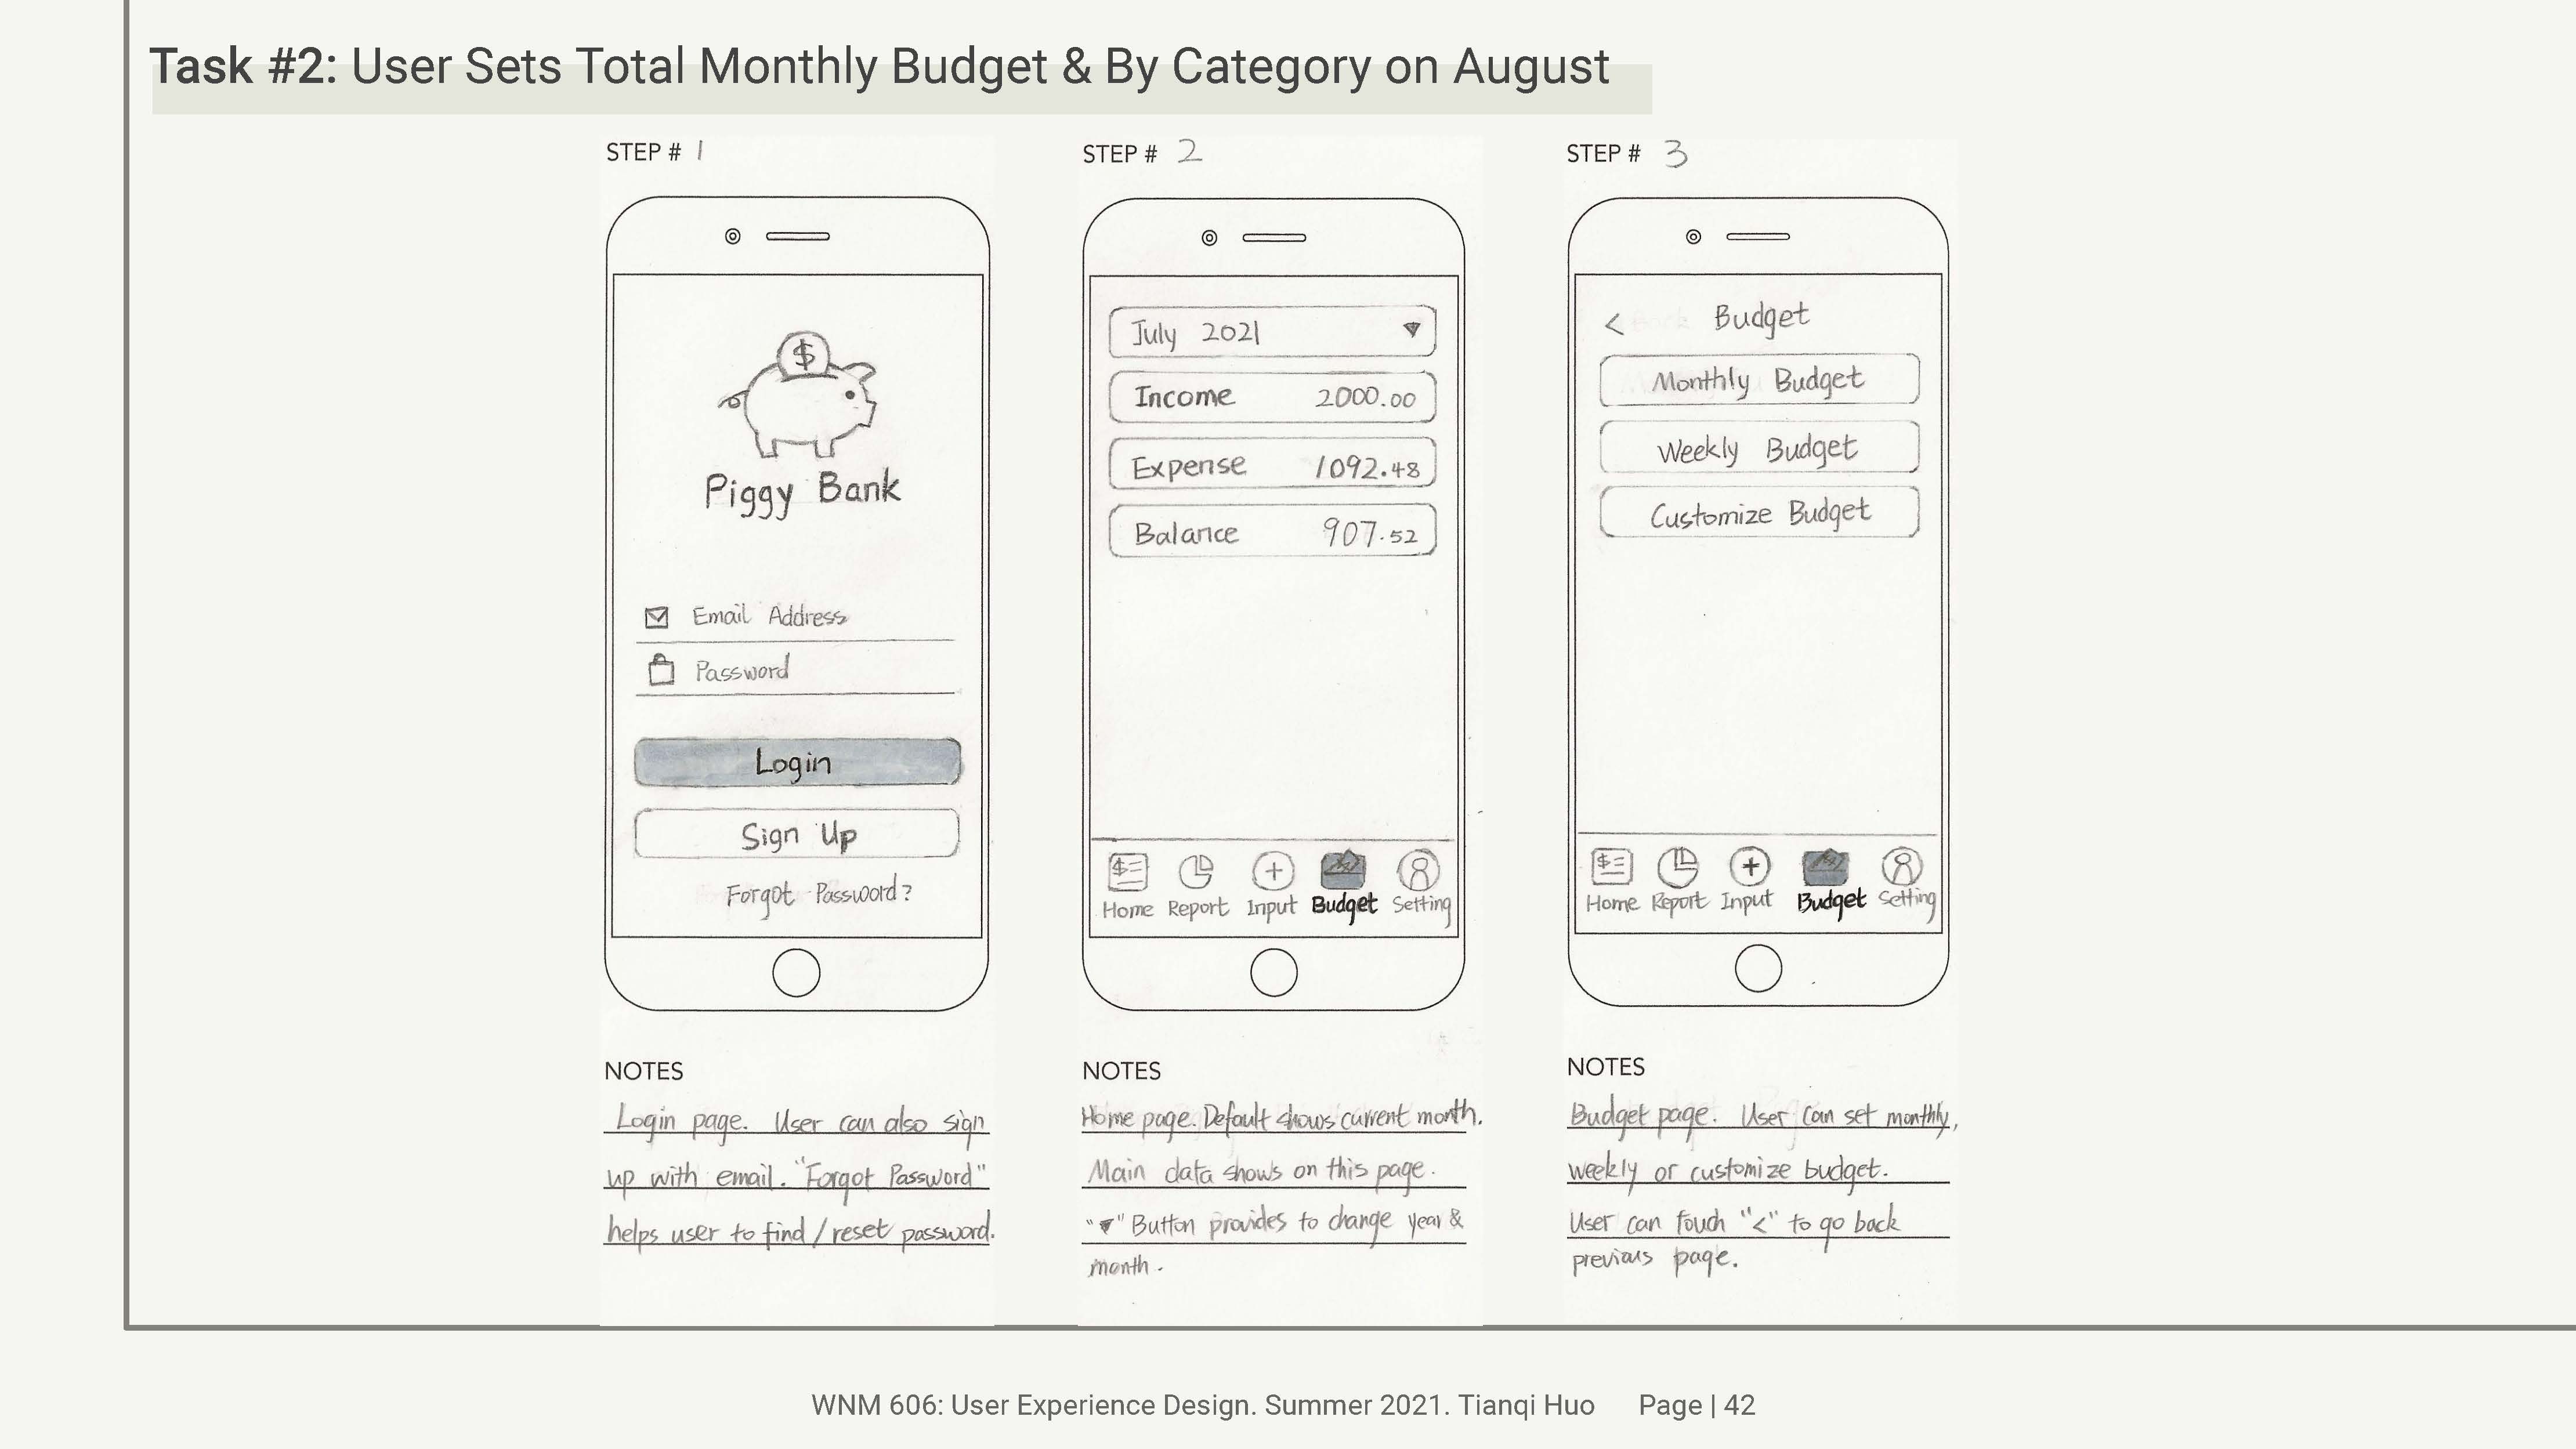 Task #2: User Sets Total Monthly Budget & By Category on August
STEP # 1
$
Piggy Bank
Email Address
Password
Login
Sign Up
Forgot Password?
NOTES
Login page. User can also sign
up with email. "Forgot Password"
helps user to find/reset password.
STEP # 2
July 2021 ▼
Income 2000.00
Expense 1092.48
Balance 907.52
Home Report Input Budget Setting
NOTES
Home page. Default shows current month.
Main data shows on this page.
"▼" Button provides to change year &
month.
STEP # 3
< Budget
Monthly Budget
Weekly Budget
Customize Budget
Home Report Input Budget Setting
NOTES
Budget page. User can set monthly,
weekly or customize budget.
User can touch "<" to go back
previous page.
WNM 606: User Experience Design. Summer 2021. Tianqi Huo Page | 42